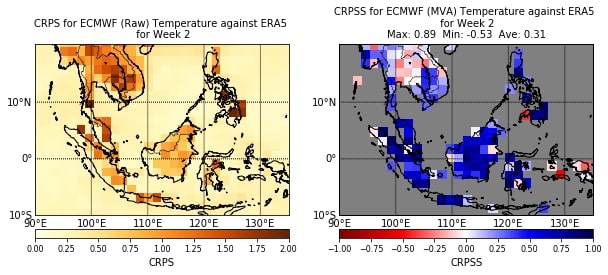 CRPS for ECMWF (Raw) Temperature against ERA5
for Week 2
10°N
0°
10°S
90°E 100°E 110°E 120°E 130°E
0.00 0.25 0.50 0.75 1.00 1.25 1.50 1.75 2.00
CRPS
CRPSS for ECMWF (MVA) Temperature against ERA5
for Week 2
Max: 0.89 Min: -0.53 Ave: 0.31
10°N
0°
10°S
90°E 100°E 110°E 120°E 130°E
−1.00 −0.75 −0.50 −0.25 0.00 0.25 0.50 0.75 1.00
CRPSS